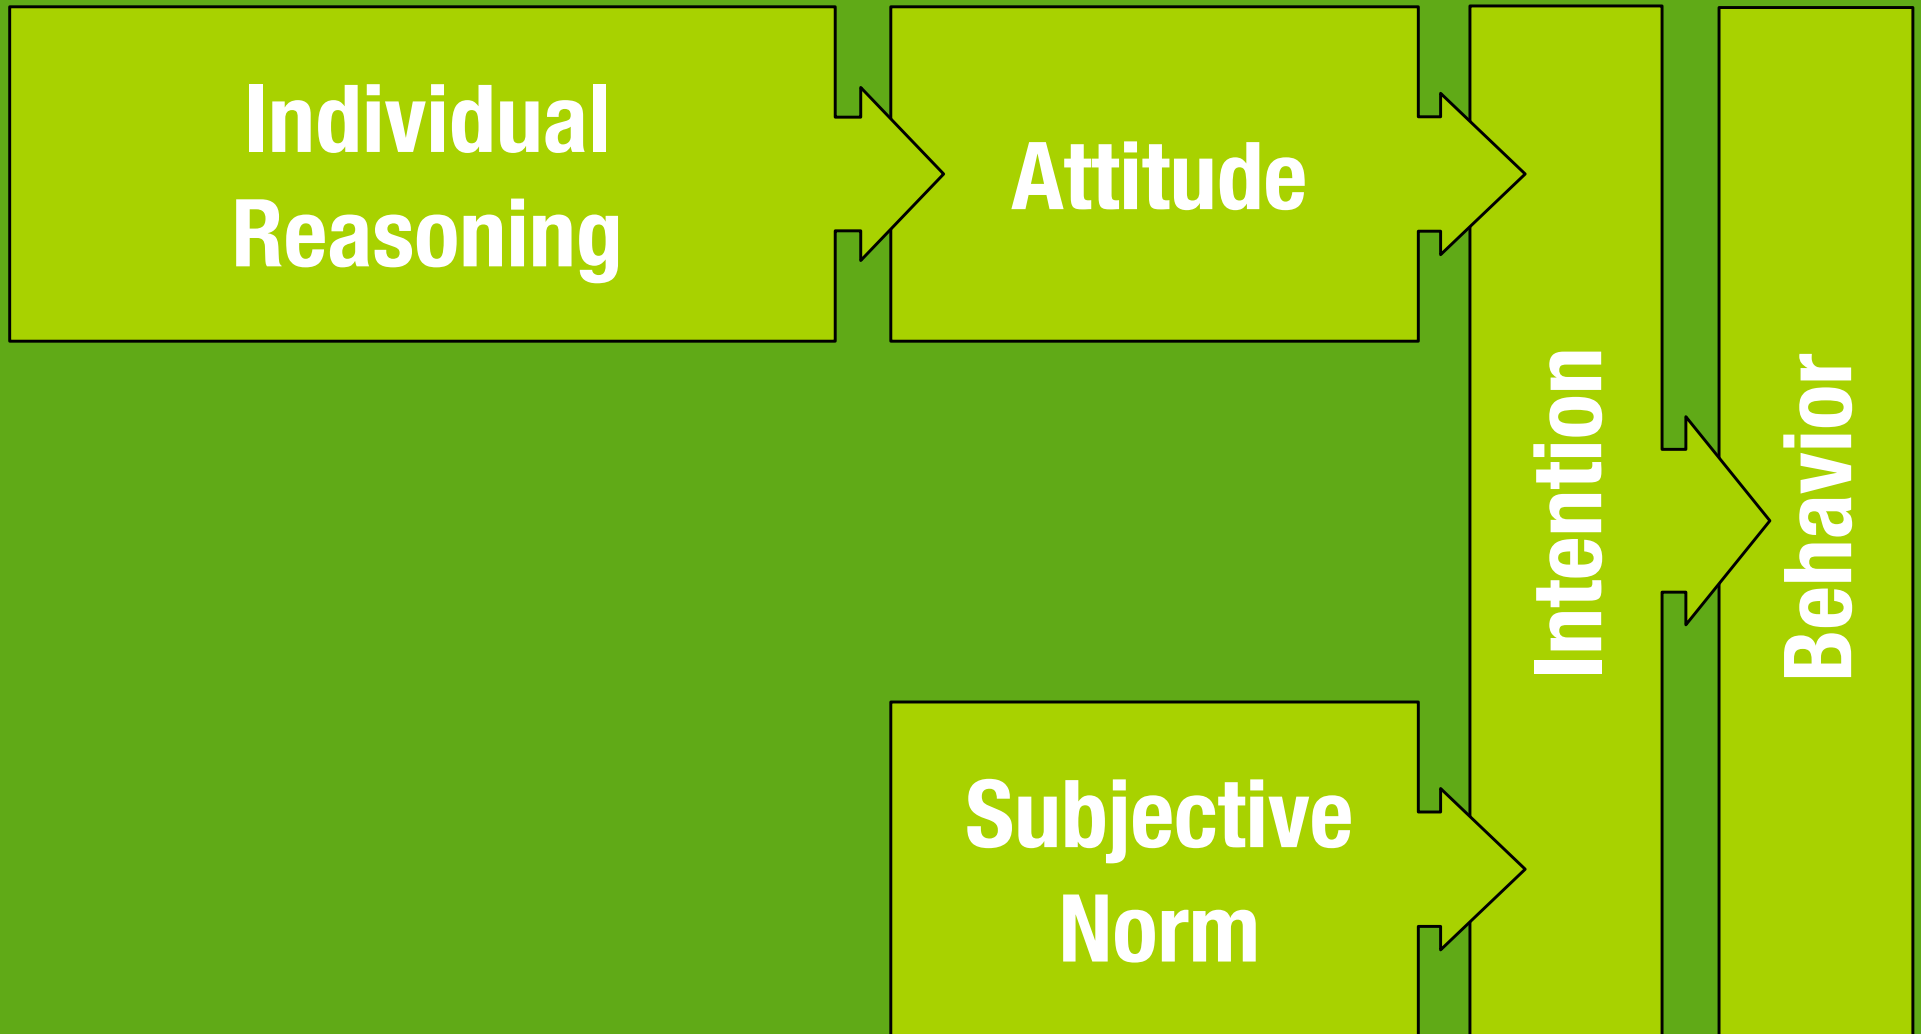 Individual
Reasoning
Attitude
Intention
Behavior
Subjective
Norm